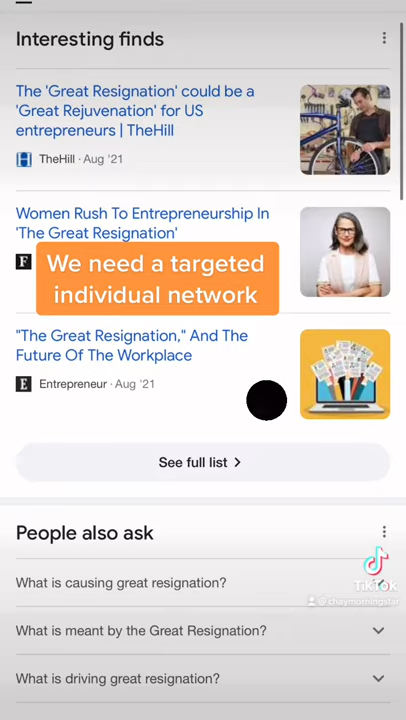 Interesting finds
The 'Great Resignation' could be a
'Great Rejuvenation' for US
entrepreneurs | TheHill
TheHill · Aug '21
Women Rush To Entrepreneurship In
'The Great Resignation'
F
We need a targeted
individual network
"The Great Resignation," And The
Future Of The Workplace
E Entrepreneur · Aug '21
See full list
People also ask
TikTok
What is causing great resignation?
@chaymorningstar
What is meant by the Great Resignation?
What is driving great resignation?